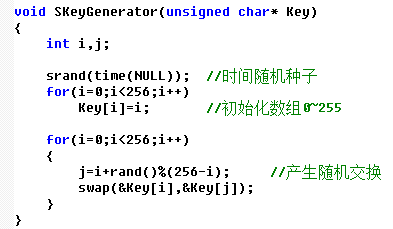 void SKeyGenerator(unsigned char* Key)
{
    int i,j;

    srand(time(NULL));  //时间随机种子
    for(i=0;i<256;i++)
        Key[i]=i;       //初始化数组0~255

    for(i=0;i<256;i++)
    {
        j=i+rand()%(256-i);     //产生随机交换
        swap(&Key[i],&Key[j]);
    }
}